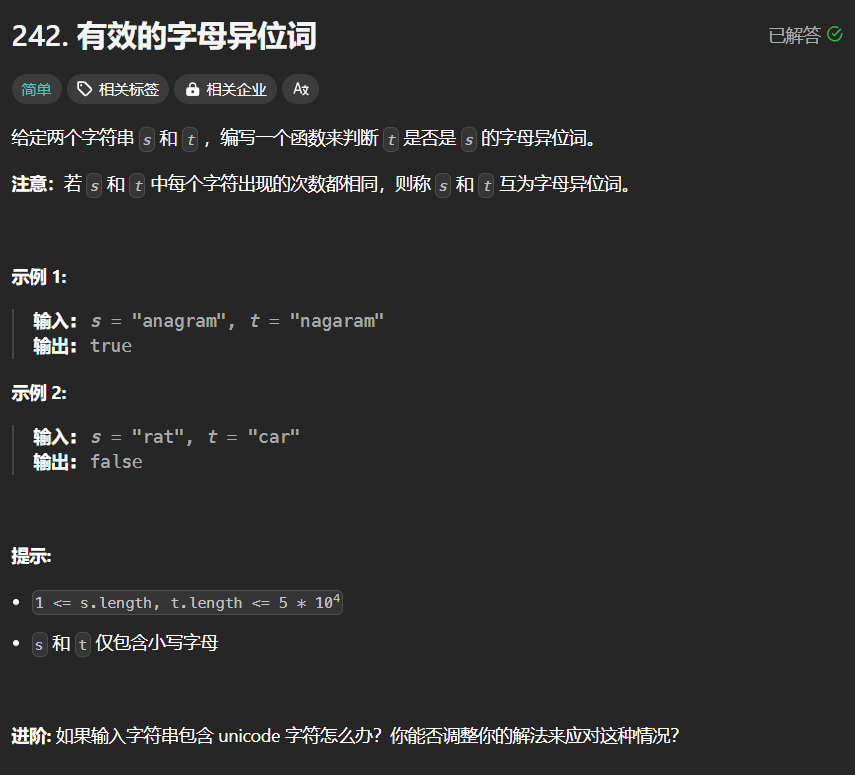 242. 有效的字母异位词
已解答
简单 相关标签 相关企业 Ax
给定两个字符串 s 和 t ，编写一个函数来判断 t 是否是 s 的字母异位词。
注意：若 s 和 t 中每个字符出现的次数都相同，则称 s 和 t 互为字母异位词。
示例 1:
输入: s = "anagram", t = "nagaram"
输出: true
示例 2:
输入: s = "rat", t = "car"
输出: false
提示:
1 <= s.length, t.length <= 5 * 10⁴
s 和 t 仅包含小写字母
进阶: 如果输入字符串包含 unicode 字符怎么办？你能否调整你的解法来应对这种情况？